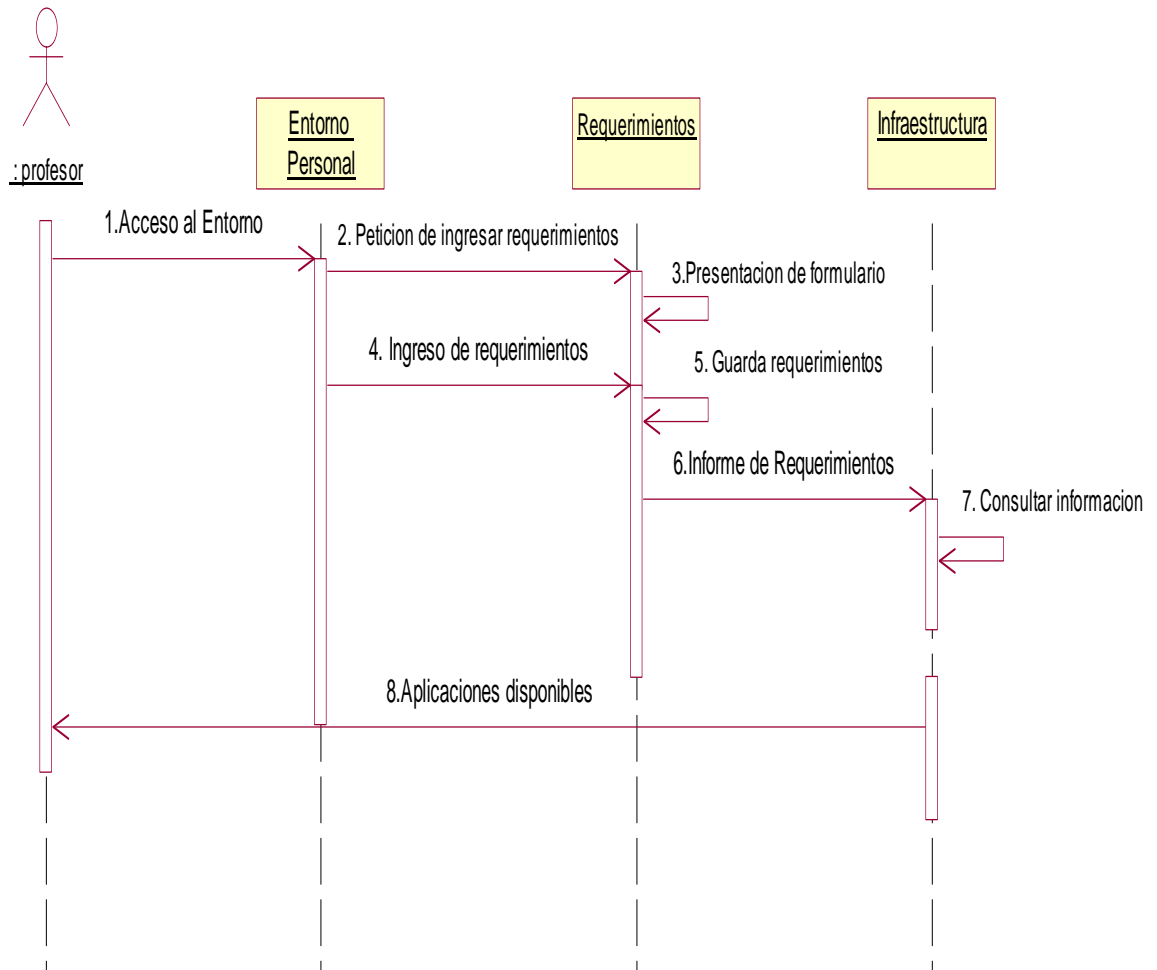 : profesor
Entorno
Personal
Requerimientos
Infraestructura
1.Acceso al Entorno
2. Peticion de ingresar requerimientos
3.Presentacion de formulario
4. Ingreso de requerimientos
5. Guarda requerimientos
6.Informe de Requerimientos
7. Consultar informacion
8.Aplicaciones disponibles